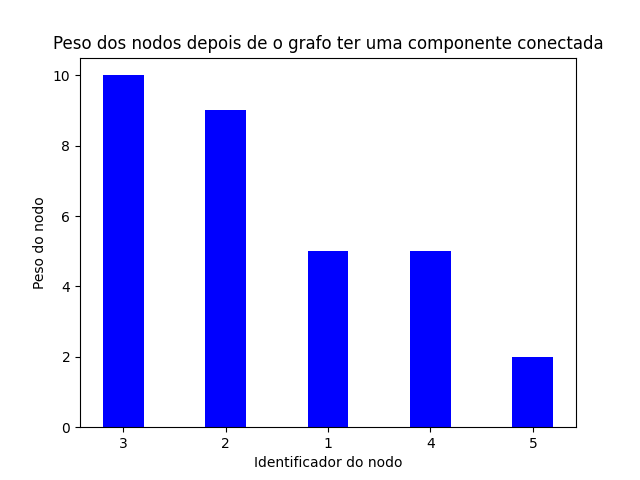 Peso dos nodos depois de o grafo ter uma componente conectada
10
8
6
4
2
0
Peso do nodo
3 2 1 4 5
Identificador do nodo